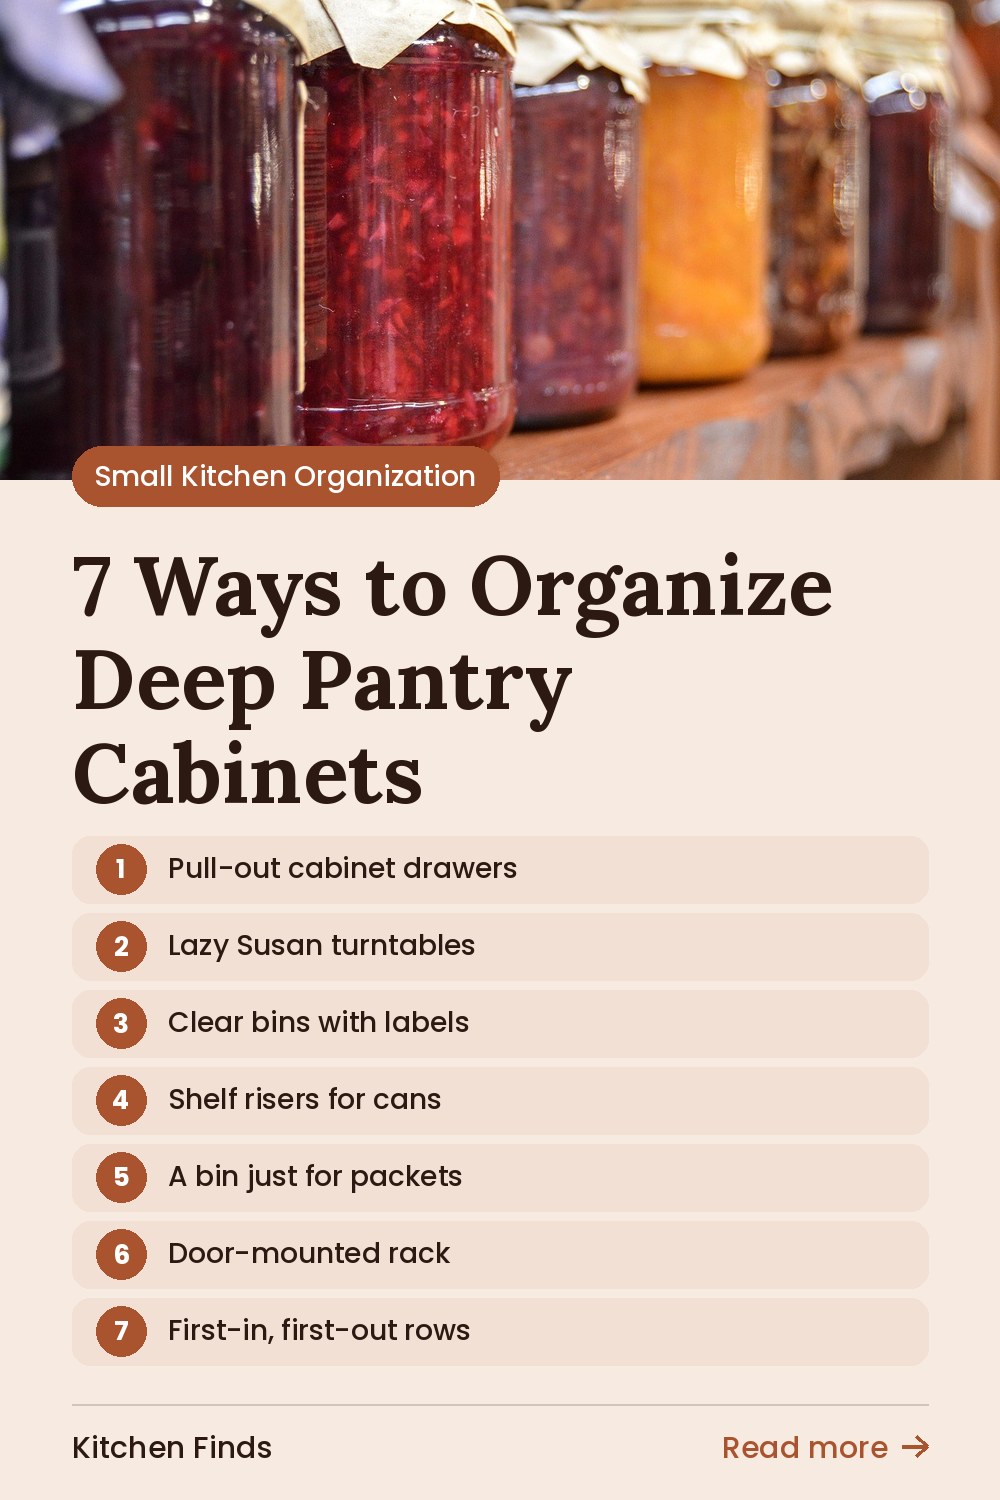 Small Kitchen Organization
7 Ways to Organize
Deep Pantry
Cabinets
1 Pull-out cabinet drawers
2 Lazy Susan turntables
3 Clear bins with labels
4 Shelf risers for cans
5 A bin just for packets
6 Door-mounted rack
7 First-in, first-out rows
Kitchen Finds
Read more →